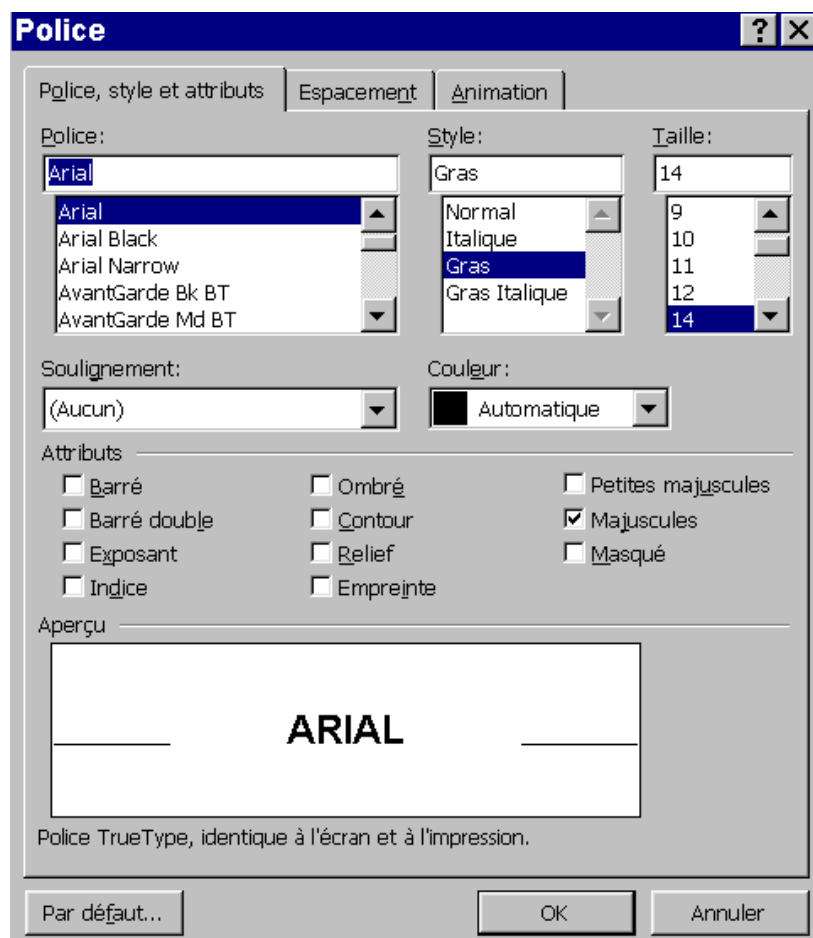 Police
Police, style et attributs Espacement Animation
Police: Style: Taille:
Arial Gras 14
Arial Normal 9
Arial Black Italique 10
Arial Narrow Gras 11
AvantGarde Bk BT Gras Italique 12
AvantGarde Md BT 14
Soulignement: Couleur:
(Aucun) Automatique
Attributs
Barré Ombré Petites majuscules
Barré double Contour Majuscules
Exposant Relief Masqué
Indice Empreinte
Aperçu
ARIAL
Police TrueType, identique à l'écran et à l'impression.
Par défaut... OK Annuler